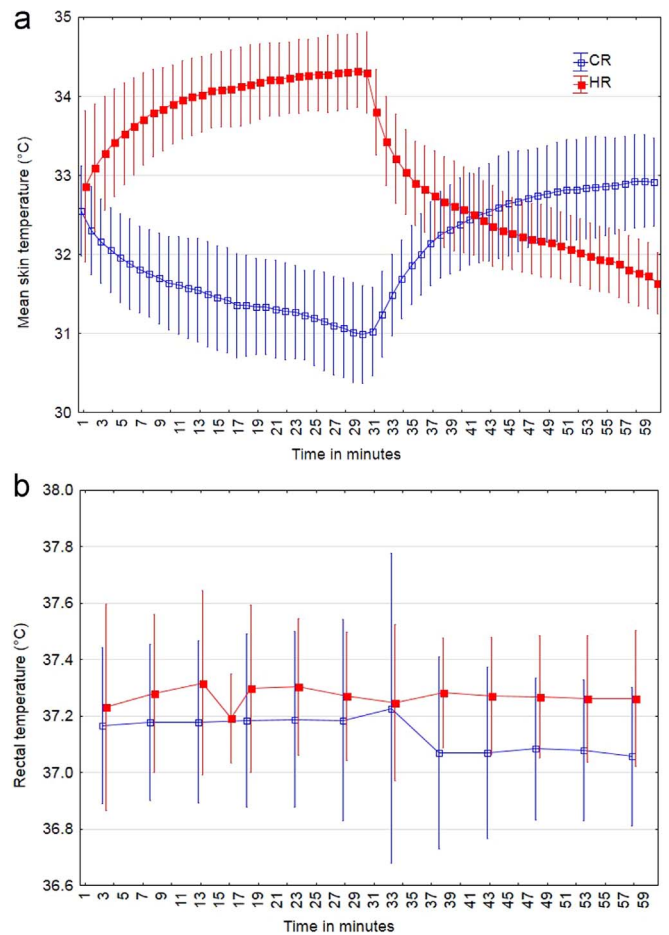 a
35
34
33
32
31
30
Mean skin temperature (°C)
CR
HR
1 3 5 7 9 11 13 15 17 19 21 23 25 27 29 31 33 35 37 39 41 43 45 47 49 51 53 55 57 59
Time in minutes
b
38.0
37.8
37.6
37.4
37.2
37.0
36.8
36.6
Rectal temperature (°C)
1 3 5 7 9 11 13 15 17 19 21 23 25 27 29 31 33 35 37 39 41 43 45 47 49 51 53 55 57 59
Time in minutes